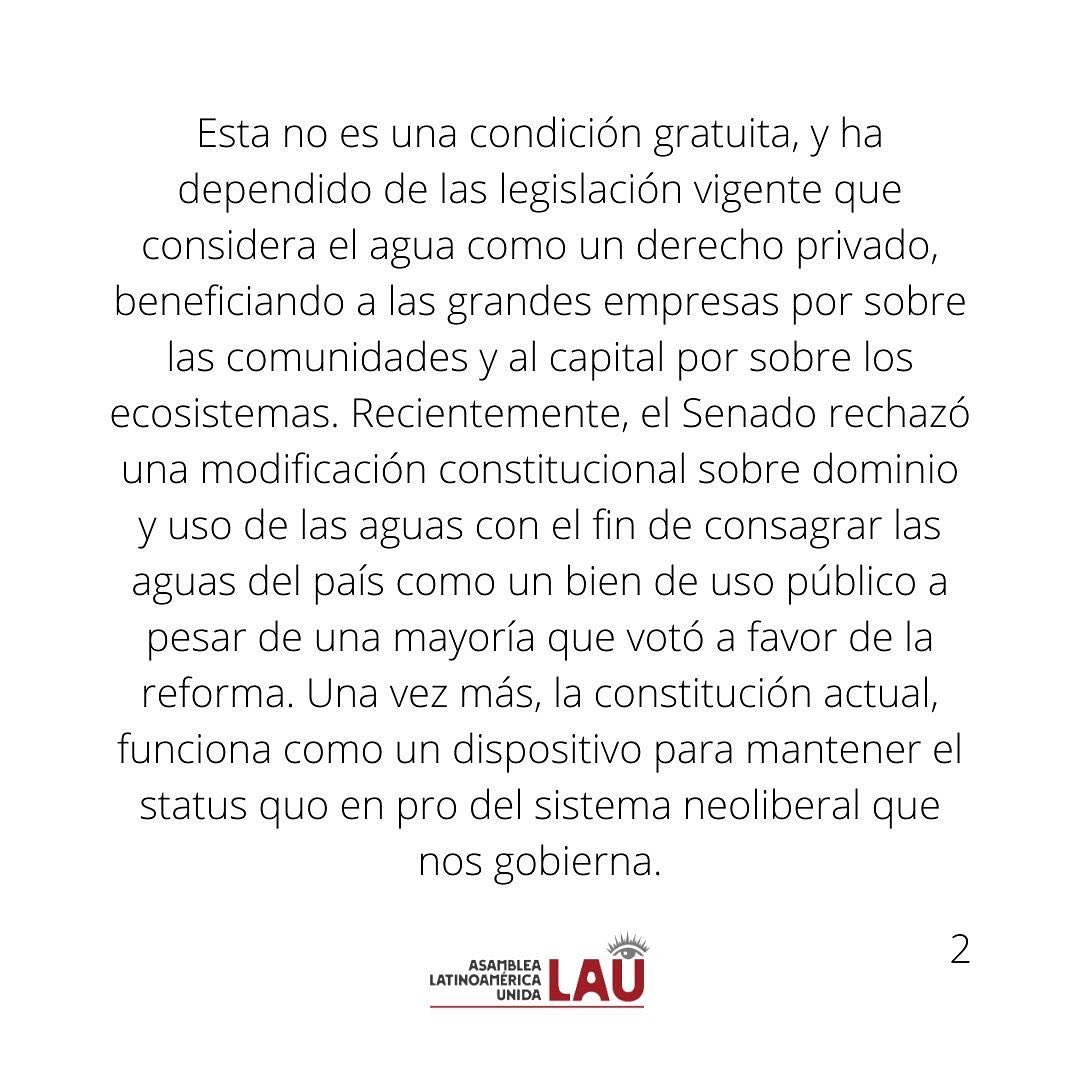 Esta no es una condición gratuita, y ha
dependido de las legislación vigente que
considera el agua como un derecho privado,
beneficiando a las grandes empresas por sobre
las comunidades y al capital por sobre los
ecosistemas. Recientemente, el Senado rechazó
una modificación constitucional sobre dominio
y uso de las aguas con el fin de consagrar las
aguas del país como un bien de uso público a
pesar de una mayoría que votó a favor de la
reforma. Una vez más, la constitución actual,
funciona como un dispositivo para mantener el
status quo en pro del sistema neoliberal que
nos gobierna.
2
ASAMBLEA
LATINOAMÉRICA
UNIDA
LAU